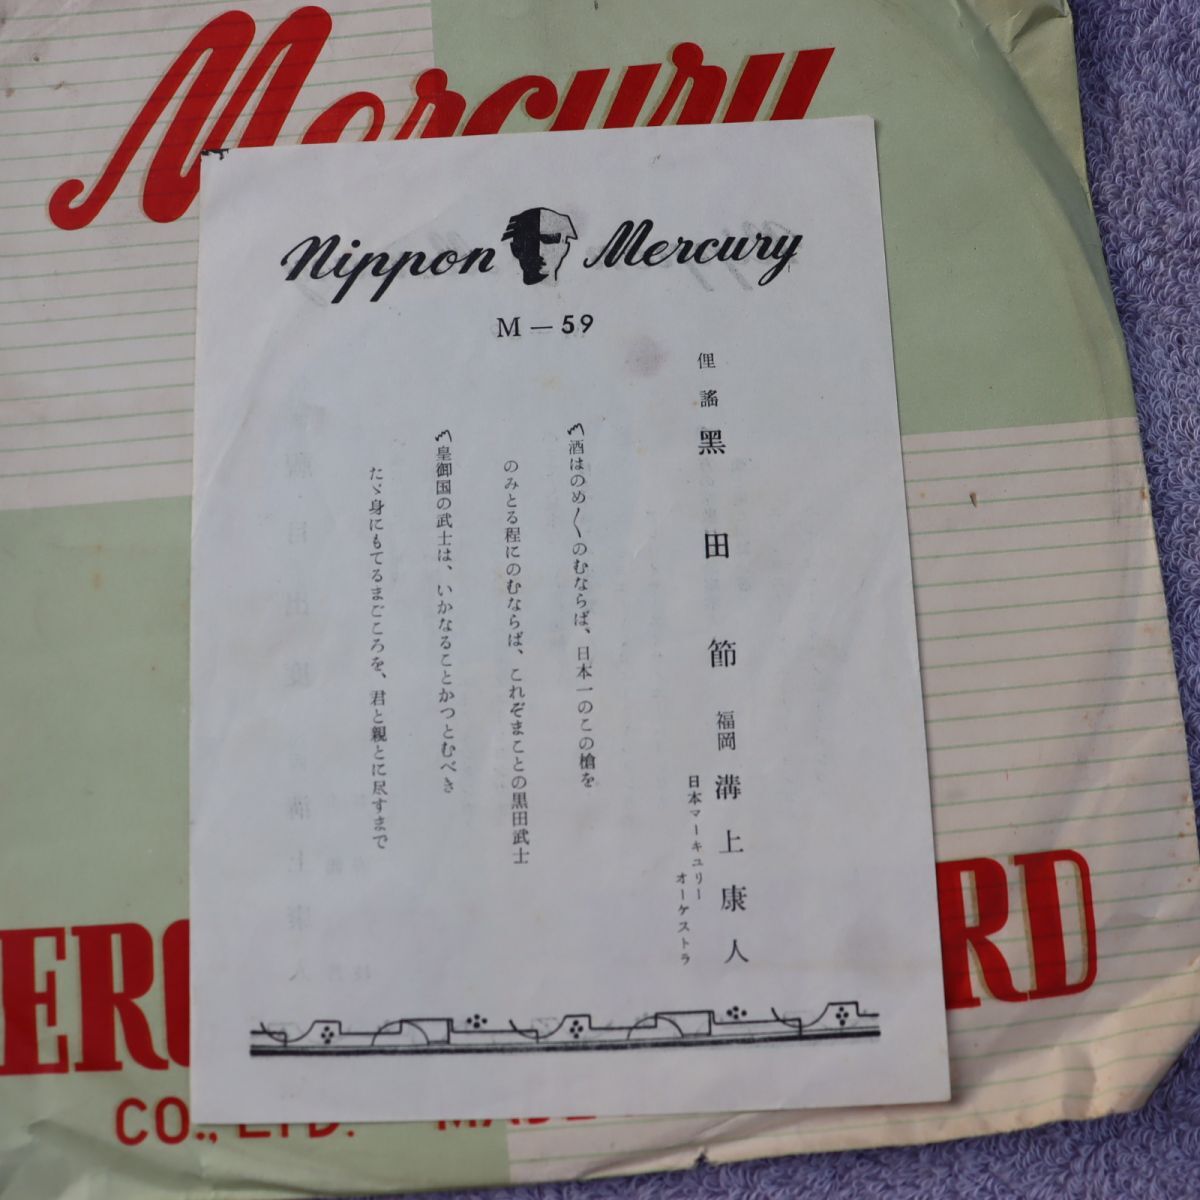 Mercury
Nippon Mercury
M — 59
俚謠 黑田節 福岡 溝上康人
日本マーキュリー
オーケストラ
〽酒はのめ〳〵のむならば、日本一のこの槍を
のみとる程にのむならば、これぞまことの黒田武士
〽皇御国の武士は、いかなることかつとむべき
たゞ身にもてるまごころを、君と親とに尽すまで
CO., LTD.